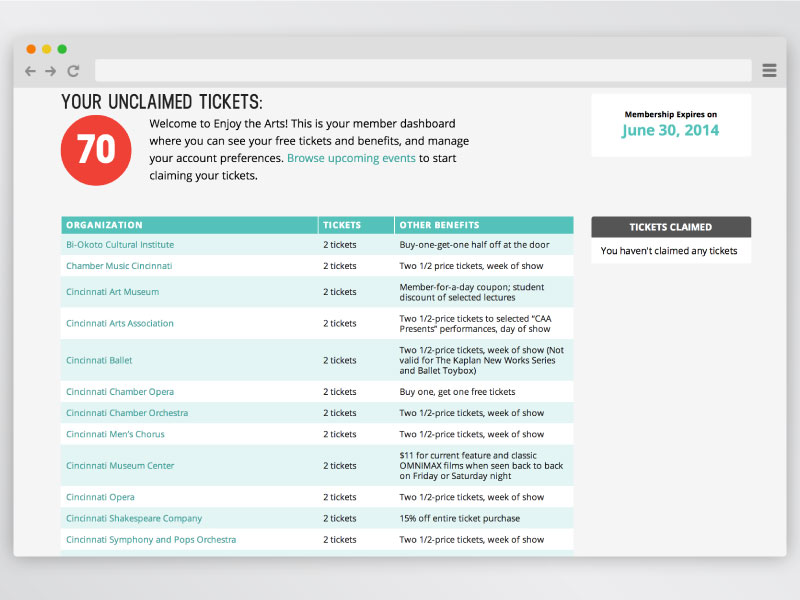 YOUR UNCLAIMED TICKETS:
70
Welcome to Enjoy the Arts! This is your member dashboard
where you can see your free tickets and benefits, and manage
your account preferences. Browse upcoming events to start
claiming your tickets.
Membership Expires on
June 30, 2014
ORGANIZATION TICKETS OTHER BENEFITS
Bi-Okoto Cultural Institute 2 tickets Buy-one-get-one half off at the door
Chamber Music Cincinnati 2 tickets Two 1/2 price tickets, week of show
Cincinnati Art Museum 2 tickets Member-for-a-day coupon; student
discount of selected lectures
Cincinnati Arts Association 2 tickets Two 1/2-price tickets to selected “CAA
Presents” performances, day of show
Cincinnati Ballet 2 tickets Two 1/2-price tickets, week of show (Not
valid for The Kaplan New Works Series
and Ballet Toybox)
Cincinnati Chamber Opera 2 tickets Buy one, get one free tickets
Cincinnati Chamber Orchestra 2 tickets Two 1/2-price tickets, week of show
Cincinnati Men’s Chorus 2 tickets Two 1/2-price tickets, week of show
Cincinnati Museum Center 2 tickets $11 for current feature and classic
OMNIMAX films when seen back to back
on Friday or Saturday night
Cincinnati Opera 2 tickets Two 1/2-price tickets, week of show
Cincinnati Shakespeare Company 2 tickets 15% off entire ticket purchase
Cincinnati Symphony and Pops Orchestra 2 tickets Two 1/2-price tickets, week of show
TICKETS CLAIMED
You haven't claimed any tickets